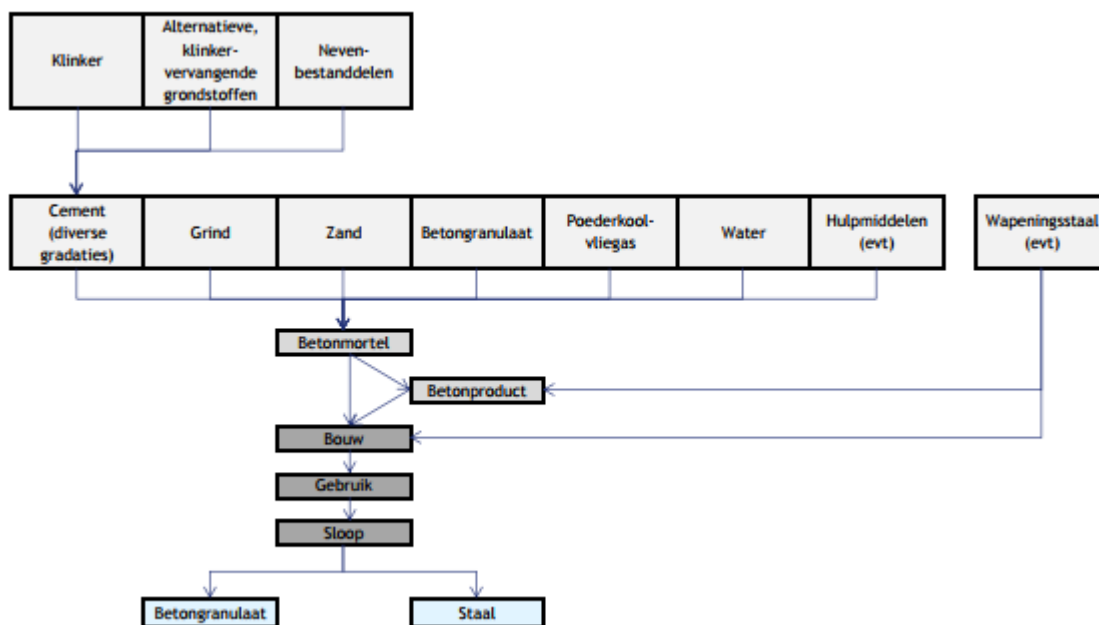 Klinker
Alternatieve,
klinker-
vervangende
grondstoffen
Neven-
bestanddelen
Cement
(diverse
gradaties)
Grind
Zand
Betongranulaat
Poederkool-
vliegas
Water
Hulpmiddelen
(evt)
Wapeningsstaal
(evt)
Betonmortel
Betonproduct
Bouw
Gebruik
Sloop
Betongranulaat
Staal